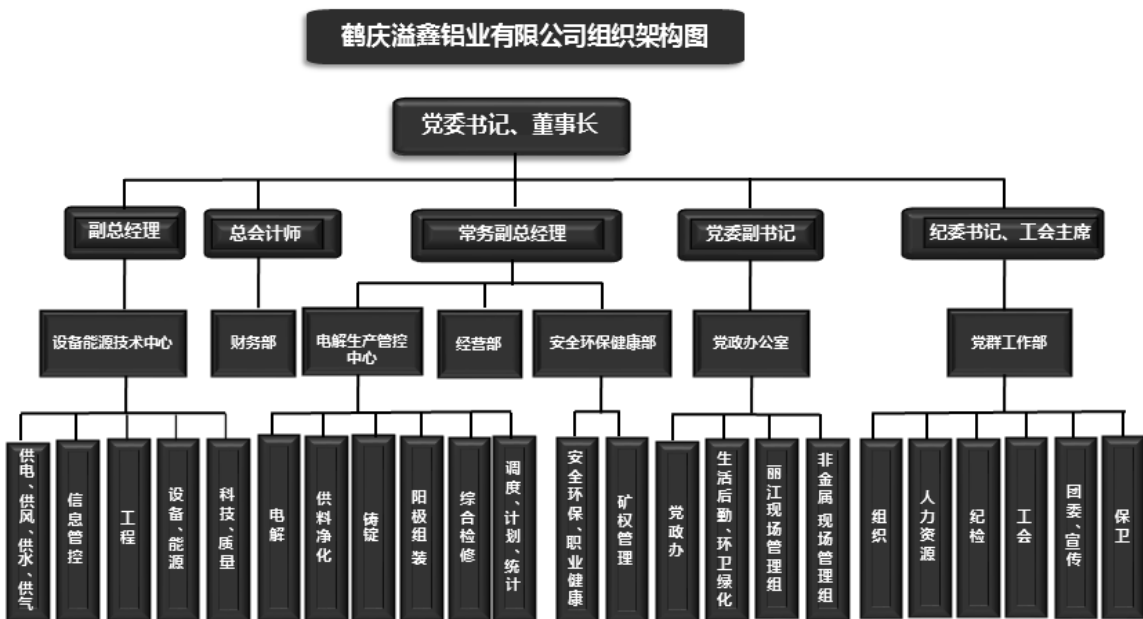 鹤庆溢鑫铝业有限公司组织架构图
党委书记、董事长
副总经理
总会计师
常务副总经理
党委副书记
纪委书记、工会主席
设备能源技术中心
财务部
电解生产管控
中心
经营部
安全环保健康部
党政办公室
党群工作部
供电、供风、供水、供气
信息管控
工程
设备、能源
科技、质量
电解
供料净化
铸锭
阳极组装
综合检修
调度、计划、统计
安全环保、职业健康
矿权管理
党政办
生活后勤、环卫绿化
丽江现场管理组
非金属现场管理组
组织
人力资源
纪检
工会
团委、宣传
保卫